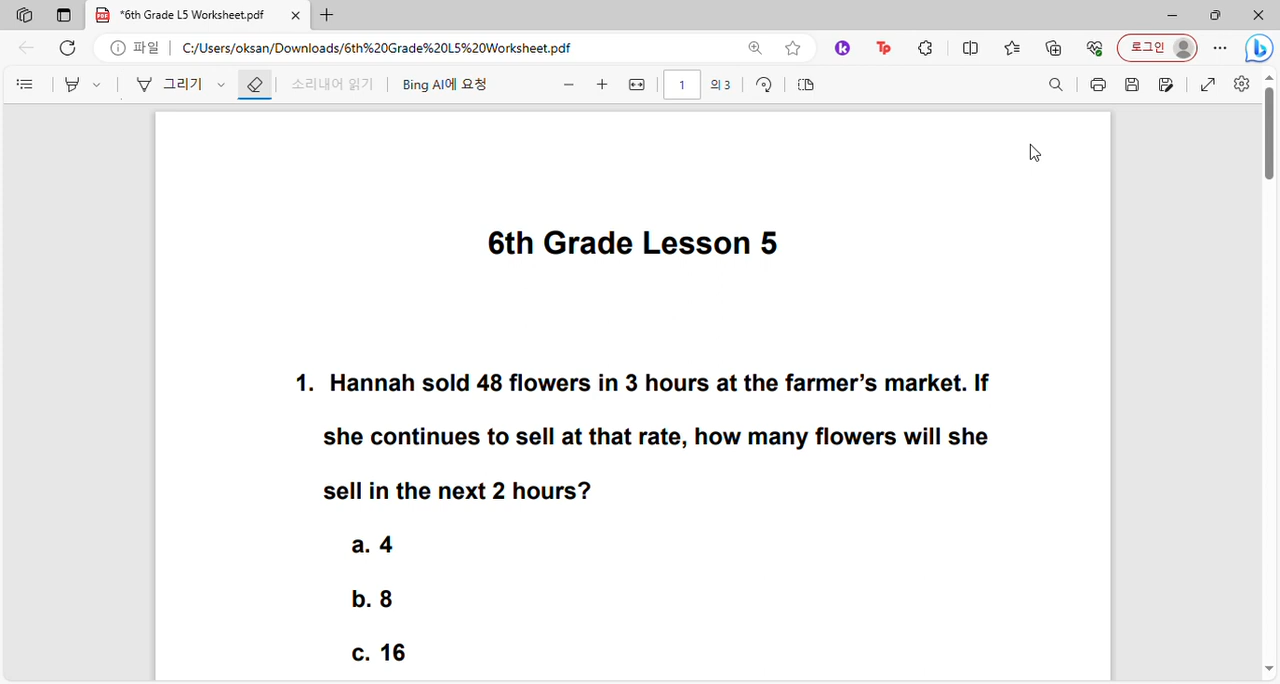 *6th Grade L5 Worksheet.pdf
파일 C:/Users/oksan/Downloads/6th%20Grade%20L5%20Worksheet.pdf
로그인
그리기 소리내어 읽기 Bing AI에 요청 1 의 3
6th Grade Lesson 5
1. Hannah sold 48 flowers in 3 hours at the farmer’s market. If
she continues to sell at that rate, how many flowers will she
sell in the next 2 hours?
a. 4
b. 8
c. 16